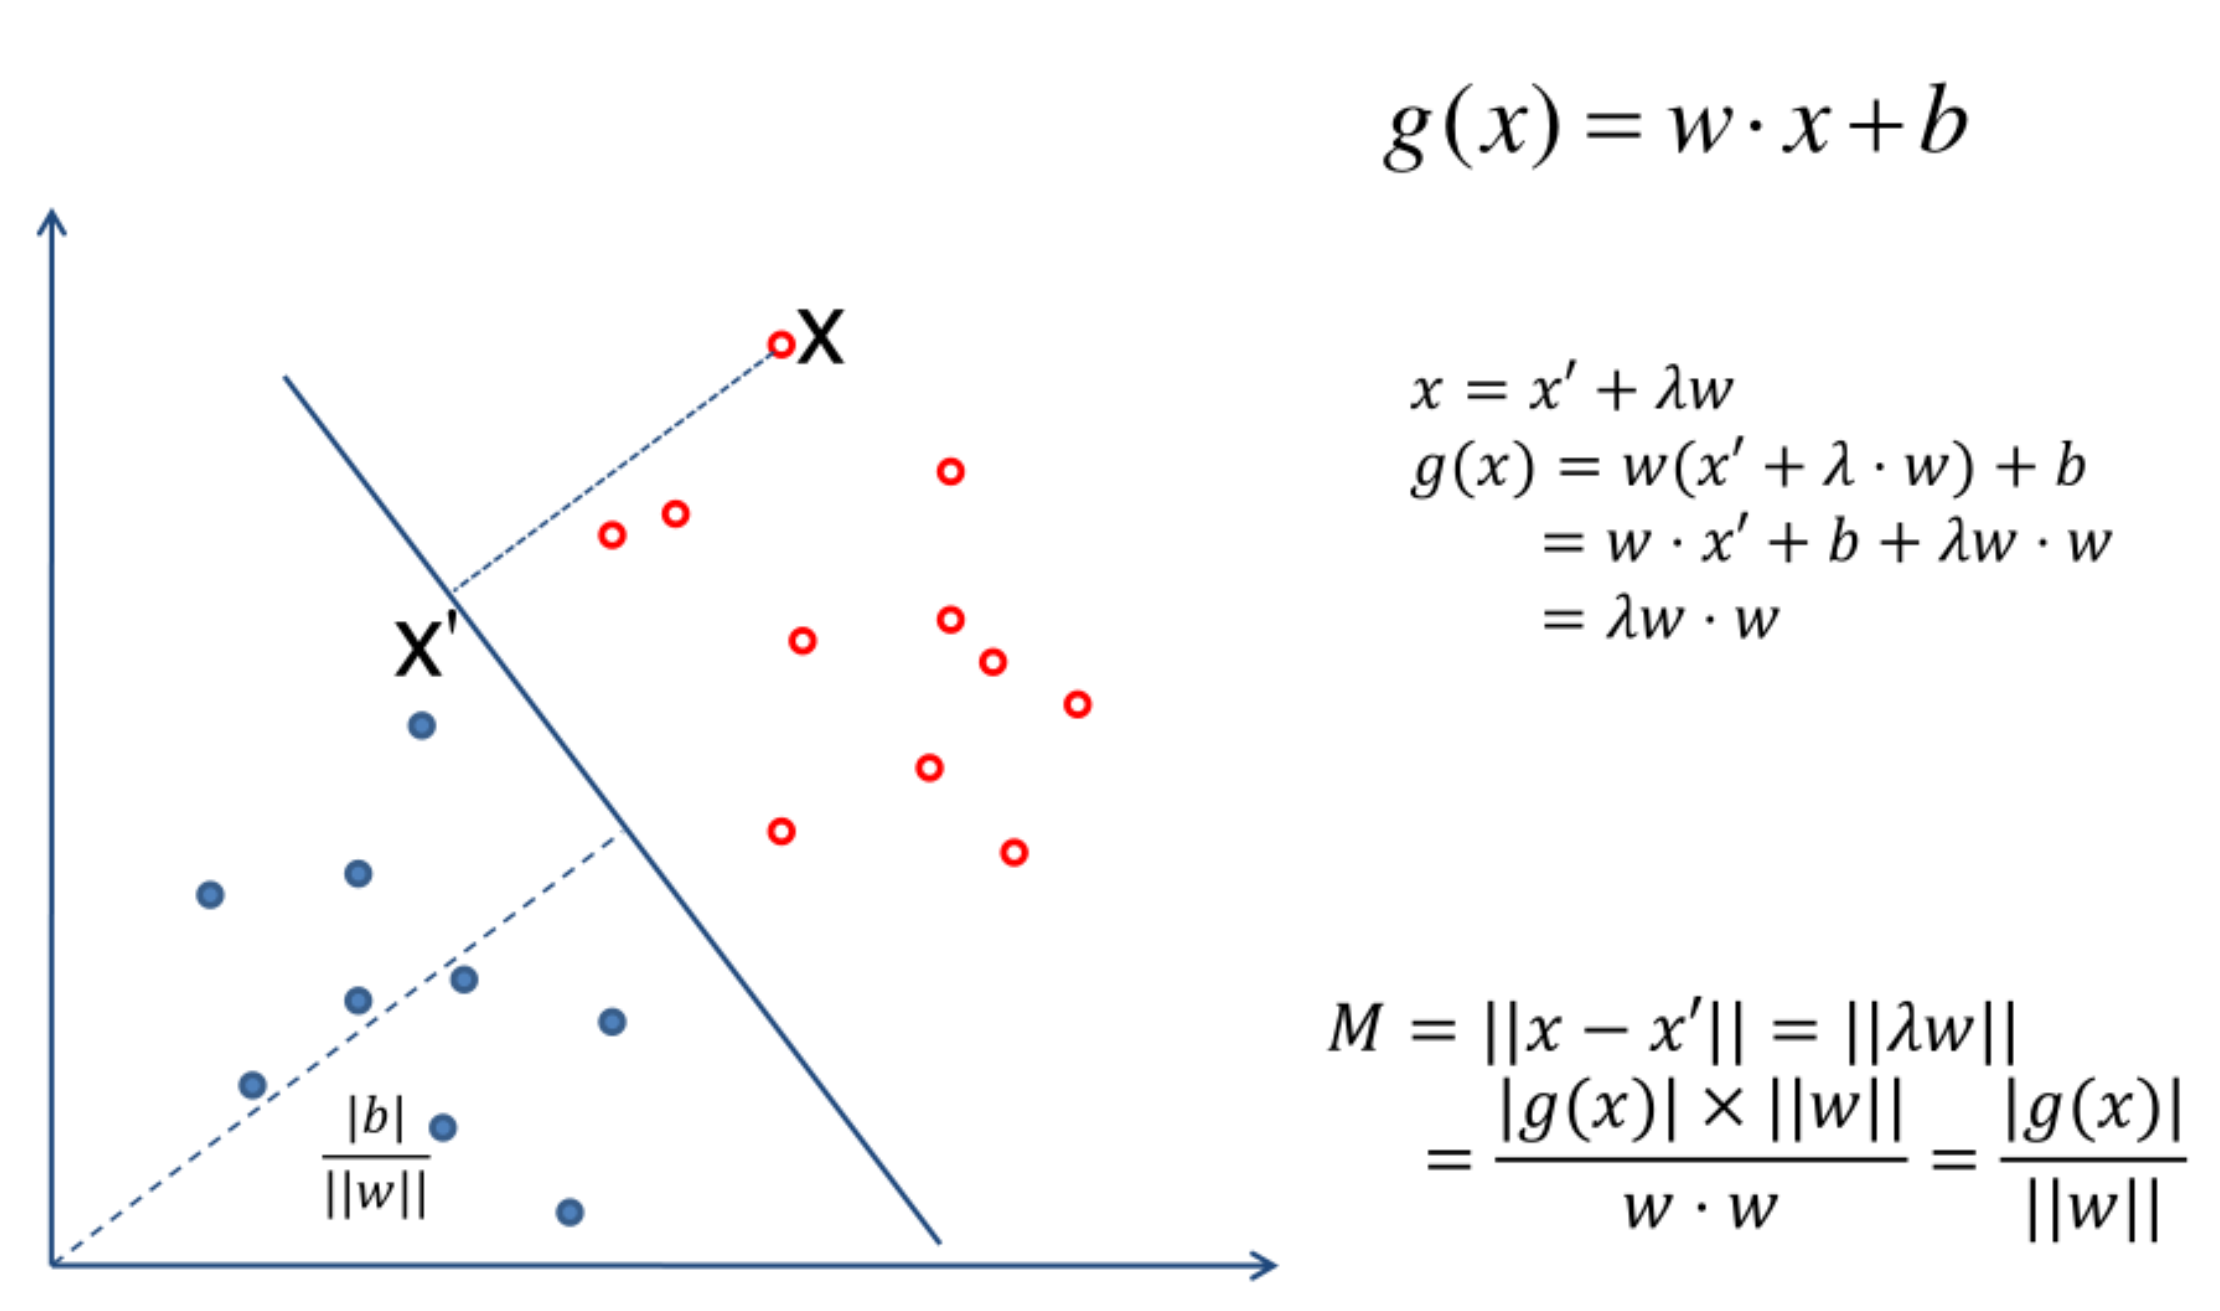 g(x) = w · x + b
X
x = x′ + λw
g(x) = w(x′ + λ · w) + b
= w · x′ + b + λw · w
= λw · w
X'
M = ||x − x′|| = ||λw||
= |g(x)| × ||w|| / w · w = |g(x)| / ||w||
|b| / ||w||